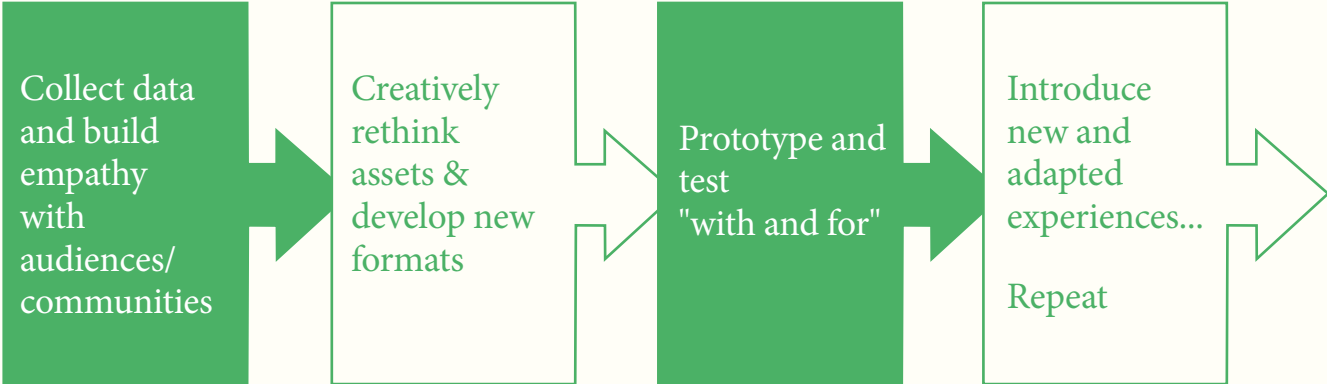 Collect data
and build
empathy
with
audiences/
communities
Creatively
rethink
assets &
develop new
formats
Prototype and
test
"with and for"
Introduce
new and
adapted
experiences...
Repeat